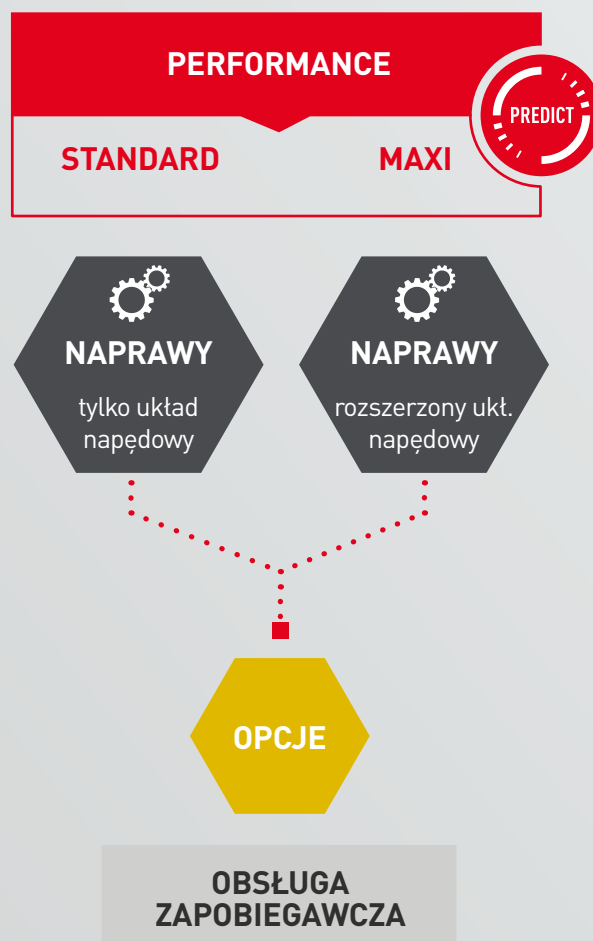 PERFORMANCE
PREDICT
STANDARD
MAXI
NAPRAWY
tylko układ
napędowy
NAPRAWY
rozszerzony ukł.
napędowy
OPCJE
OBSŁUGA
ZAPOBIEGAWCZA